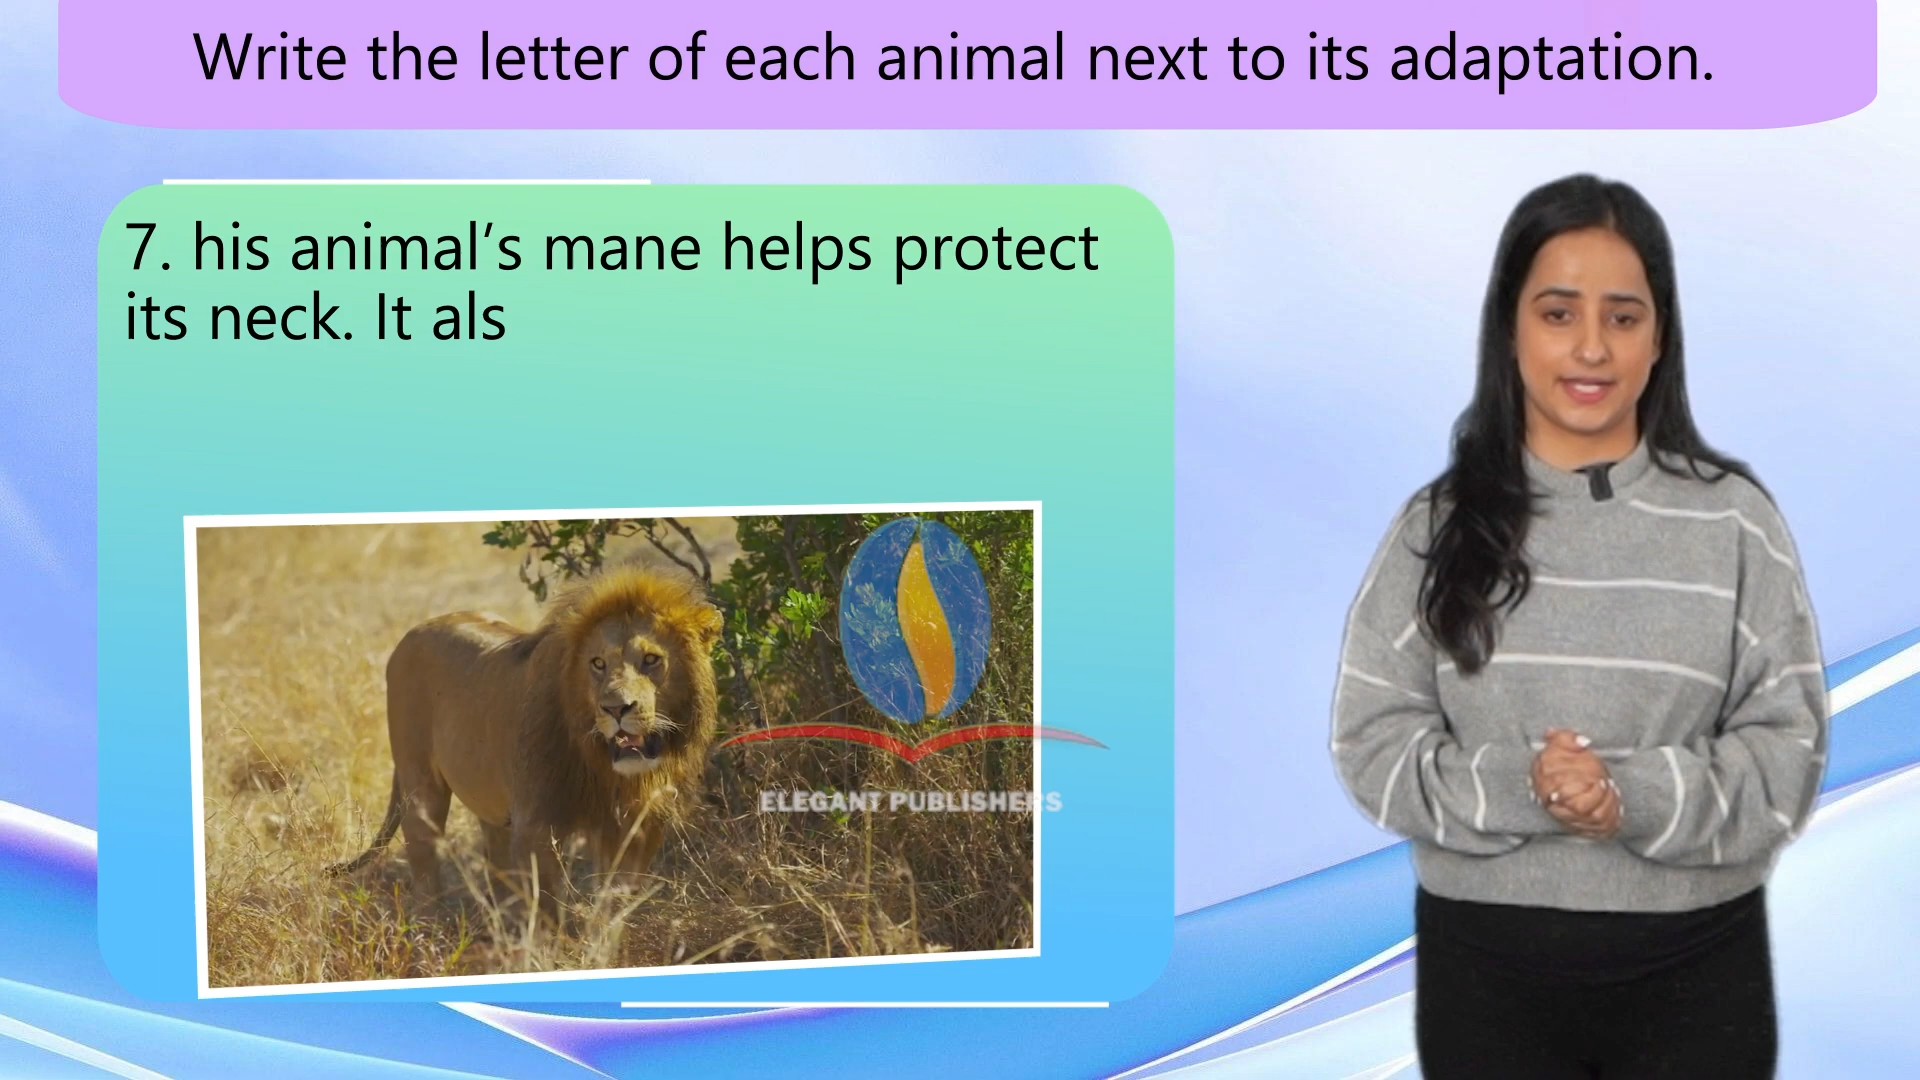 Write the letter of each animal next to its adaptation.
7. his animal’s mane helps protect
its neck. It als
ELEGANT PUBLISHERS